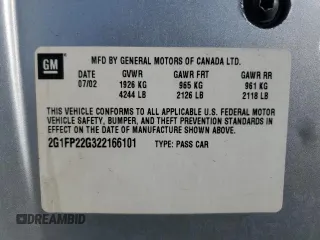 GM
MFD BY GENERAL MOTORS OF CANADA LTD.
DATE GVWR GAWR FRT GAWR RR
07/02 1926 KG 965 KG 961 KG
4244 LB 2126 LB 2118 LB
THIS VEHICLE CONFORMS TO ALL APPLICABLE U.S. FEDERAL MOTOR
VEHICLE SAFETY, BUMPER, AND THEFT PREVENTION STANDARDS IN
EFFECT ON THE DATE OF MANUFACTURE SHOWN ABOVE.
2G1FP22G322166101 TYPE: PASS CAR